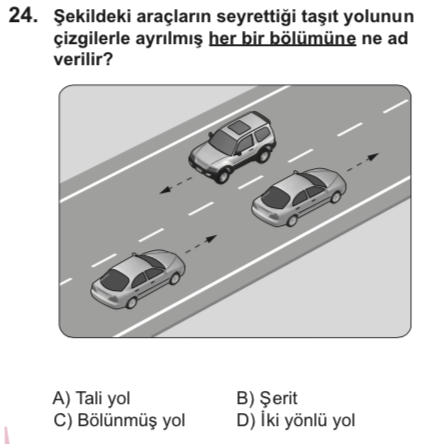 24. Şekildeki araçların seyrettiği taşıt yolunun
çizgilerle ayrılmış her bir bölümüne ne ad
verilir?
A) Tali yol B) Şerit
C) Bölünmüş yol D) İki yönlü yol